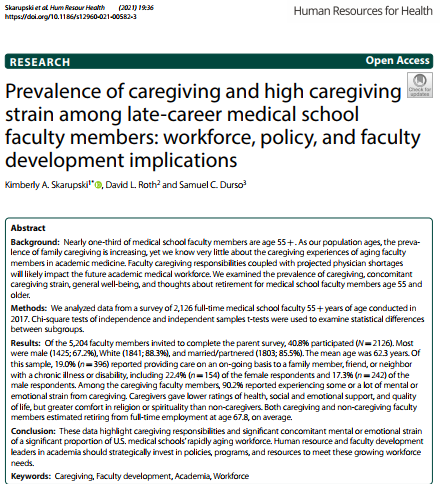 Skarupski et al. Hum Resour Health (2021) 19:36
https://doi.org/10.1186/s12960-021-00582-3
Human Resources for Health
RESEARCH
Open Access
Check for
updates
Prevalence of caregiving and high caregiving
strain among late-career medical school
faculty members: workforce, policy, and faculty
development implications
Kimberly A. Skarupski1*, David L. Roth2 and Samuel C. Durso3
Abstract
Background: Nearly one-third of medical school faculty members are age 55 +. As our population ages, the preva-
lence of family caregiving is increasing, yet we know very little about the caregiving experiences of aging faculty
members in academic medicine. Faculty caregiving responsibilities coupled with projected physician shortages
will likely impact the future academic medical workforce. We examined the prevalence of caregiving, concomitant
caregiving strain, general well-being, and thoughts about retirement for medical school faculty members age 55 and
older.
Methods: We analyzed data from a survey of 2,126 full-time medical school faculty 55 + years of age conducted in
2017. Chi-square tests of independence and independent samples t-tests were used to examine statistical differences
between subgroups.
Results: Of the 5,204 faculty members invited to complete the parent survey, 40.8% participated (N = 2126). Most
were male (1425; 67.2%), White (1841; 88.3%), and married/partnered (1803; 85.5%). The mean age was 62.3 years. Of
this sample, 19.0% (n = 396) reported providing care on an on-going basis to a family member, friend, or neighbor
with a chronic illness or disability, including 22.4% (n = 154) of the female respondents and 17.3% (n = 242) of the
male respondents. Among the caregiving faculty members, 90.2% reported experiencing some or a lot of mental or
emotional strain from caregiving. Caregivers gave lower ratings of health, social and emotional support, and quality
of life, but greater comfort in religion or spirituality than non-caregivers. Both caregiving and non-caregiving faculty
members estimated retiring from full-time employment at age 67.8, on average.
Conclusion: These data highlight caregiving responsibilities and significant concomitant mental or emotional strain
of a significant proportion of U.S. medical schools' rapidly aging workforce. Human resource and faculty development
leaders in academia should strategically invest in policies, programs, and resources to meet these growing workforce
needs.
Keywords: Caregiving, Faculty development, Academia, Workforce